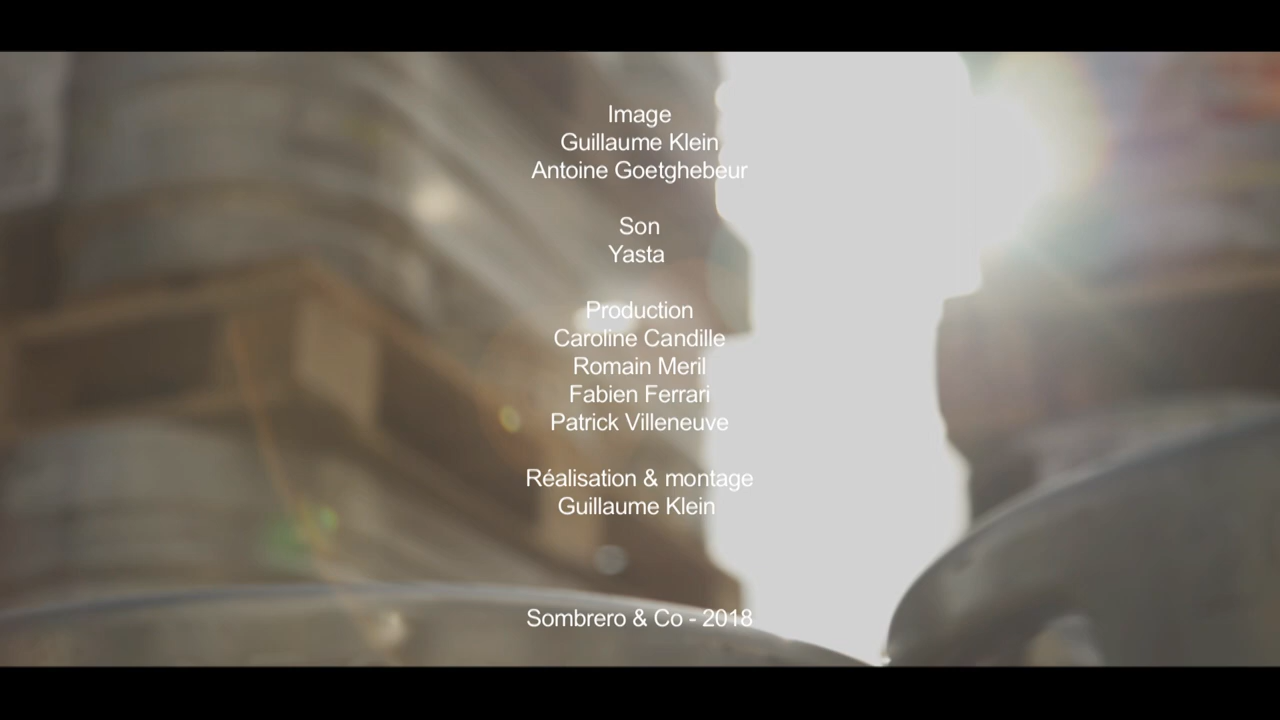 Image
Guillaume Klein
Antoine Goetghebeur
Son
Yasta
Production
Caroline Candille
Romain Meril
Fabien Ferrari
Patrick Villeneuve
Réalisation & montage
Guillaume Klein
Sombrero & Co - 2018